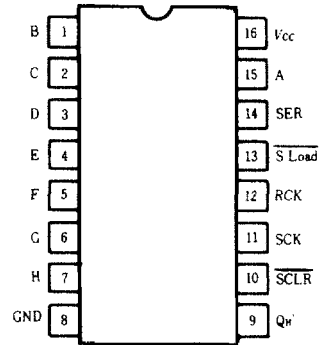 B 1 16 Vcc
C 2 15 A
D 3 14 SER
E 4 13 S Load
F 5 12 RCK
G 6 11 SCK
H 7 10 SCLR
GND 8 9 QH'